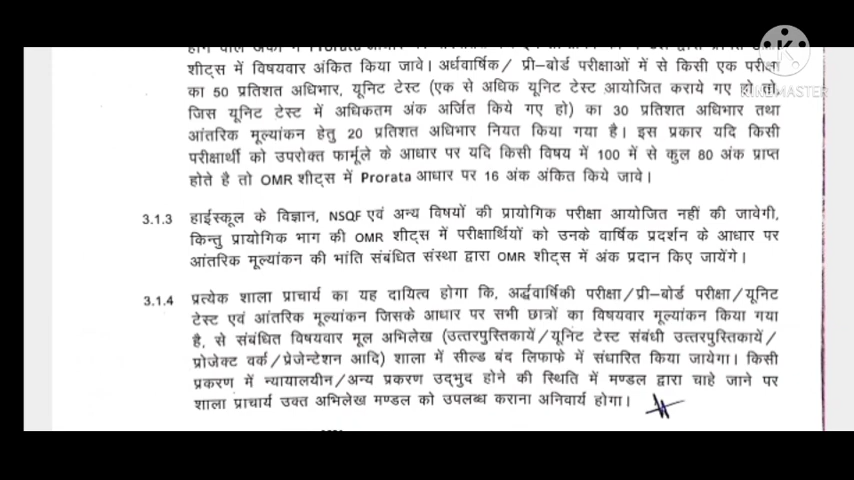 शीट्स में विषयवार अंकित किया जावे। अर्धवार्षिक/ प्री–बोर्ड परीक्षाओं में से किसी एक परीक्षा
का 50 प्रतिशत अधिभार, यूनिट टेस्ट (एक से अधिक यूनिट टेस्ट आयोजित कराये गए हो तो,
जिस यूनिट टेस्ट में अधिकतम अंक अर्जित किये गए हो) का 30 प्रतिशत अधिभार तथा
आंतरिक मूल्यांकन हेतु 20 प्रतिशत अधिभार नियत किया गया है। इस प्रकार यदि किसी
परीक्षार्थी को उपरोक्त फार्मूले के आधार पर यदि किसी विषय में 100 में से कुल 80 अंक प्राप्त
होते है तो OMR शीट्स में Prorata आधार पर 16 अंक अंकित किये जावे।
3.1.3 हाईस्कूल के विज्ञान, NSQF एवं अन्य विषयों की प्रायोगिक परीक्षा आयोजित नहीं की जावेगी,
किन्तु प्रायोगिक भाग की OMR शीट्स में परीक्षार्थियों को उनके वार्षिक प्रदर्शन के आधार पर
आंतरिक मूल्यांकन की भांति संबंधित संस्था द्वारा OMR शीट्स में अंक प्रदान किए जायेंगे।
3.1.4 प्रत्येक शाला प्राचार्य का यह दायित्व होगा कि, अर्द्धवार्षिकी परीक्षा/प्री–बोर्ड परीक्षा/यूनिट
टेस्ट एवं आंतरिक मूल्यांकन जिसके आधार पर सभी छात्रों का विषयवार मूल्यांकन किया गया
है, से संबंधित विषयवार मूल अभिलेख (उत्तरपुस्तिकायें/यूनिट टेस्ट संबंधी उत्तरपुस्तिकायें/
प्रोजेक्ट वर्क/प्रेजेन्टेशन आदि) शाला में सील्ड बंद लिफाफे में संधारित किया जायेगा। किसी
प्रकरण में न्यायालयीन/अन्य प्रकरण उद्भुद होने की स्थिति में मण्डल द्वारा चाहे जाने पर
शाला प्राचार्य उक्त अभिलेख मण्डल को उपलब्ध कराना अनिवार्य होगा।
KINEMASTER